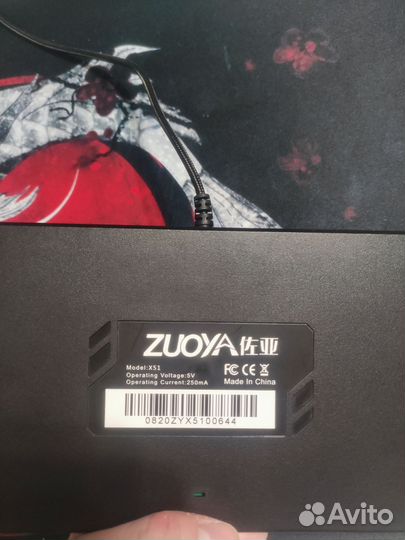 ZUOYA佐亚
Model:X51
Operating Voltage:5V
Operating Current:250mA
FC CE
Made In China
0820ZYX5100644
Avito